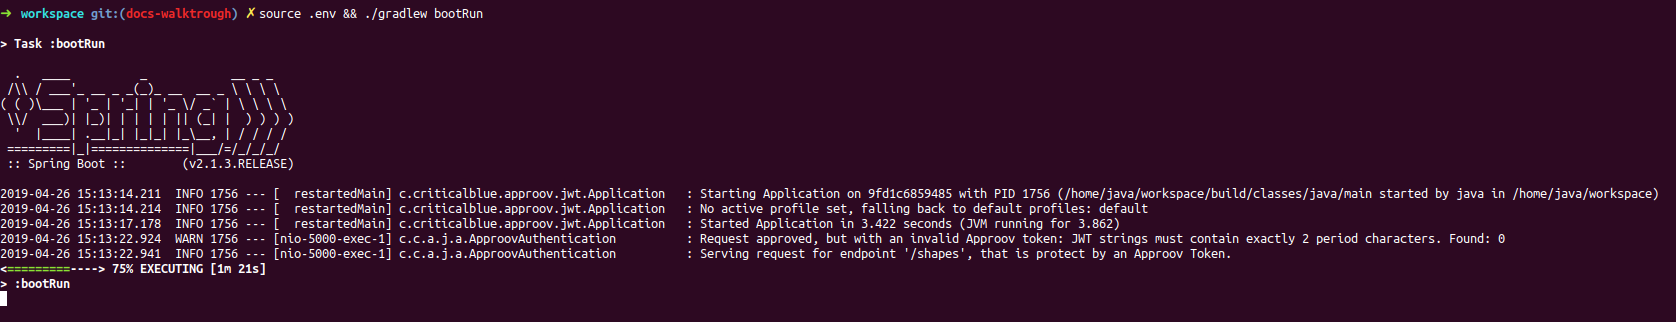 ➜  workspace git:(docs-walktrough) ✗ source .env && ./gradlew bootRun

> Task :bootRun

  .   ____          _            __ _ _
 /\\ / ___'_ __ _ _(_)_ __  __ _ \ \ \ \
( ( )\___ | '_ | '_| | '_ \/ _` | \ \ \ \
 \\/  ___)| |_)| | | | | || (_| |  ) ) ) )
  '  |____| .__|_| |_|_| |_\__, | / / / /
 =========|_|==============|___/=/_/_/_/
 :: Spring Boot ::        (v2.1.3.RELEASE)

2019-04-26 15:13:14.211  INFO 1756 --- [  restartedMain] c.criticalblue.approov.jwt.Application   : Starting Application on 9fd1c6859485 with PID 1756 (/home/java/workspace/build/classes/java/main started by java in /home/java/workspace)
2019-04-26 15:13:14.214  INFO 1756 --- [  restartedMain] c.criticalblue.approov.jwt.Application   : No active profile set, falling back to default profiles: default
2019-04-26 15:13:17.178  INFO 1756 --- [  restartedMain] c.criticalblue.approov.jwt.Application   : Started Application in 3.422 seconds (JVM running for 3.862)
2019-04-26 15:13:22.924  WARN 1756 --- [nio-5000-exec-1] c.c.a.j.a.ApproovAuthentication          : Request approved, but with an invalid Approov token: JWT strings must contain exactly 2 period characters. Found: 0
2019-04-26 15:13:22.941  INFO 1756 --- [nio-5000-exec-1] c.c.a.j.a.ApproovAuthentication          : Serving request for endpoint '/shapes', that is protect by an Approov Token.
<=========----> 75% EXECUTING [1m 21s]
> :bootRun